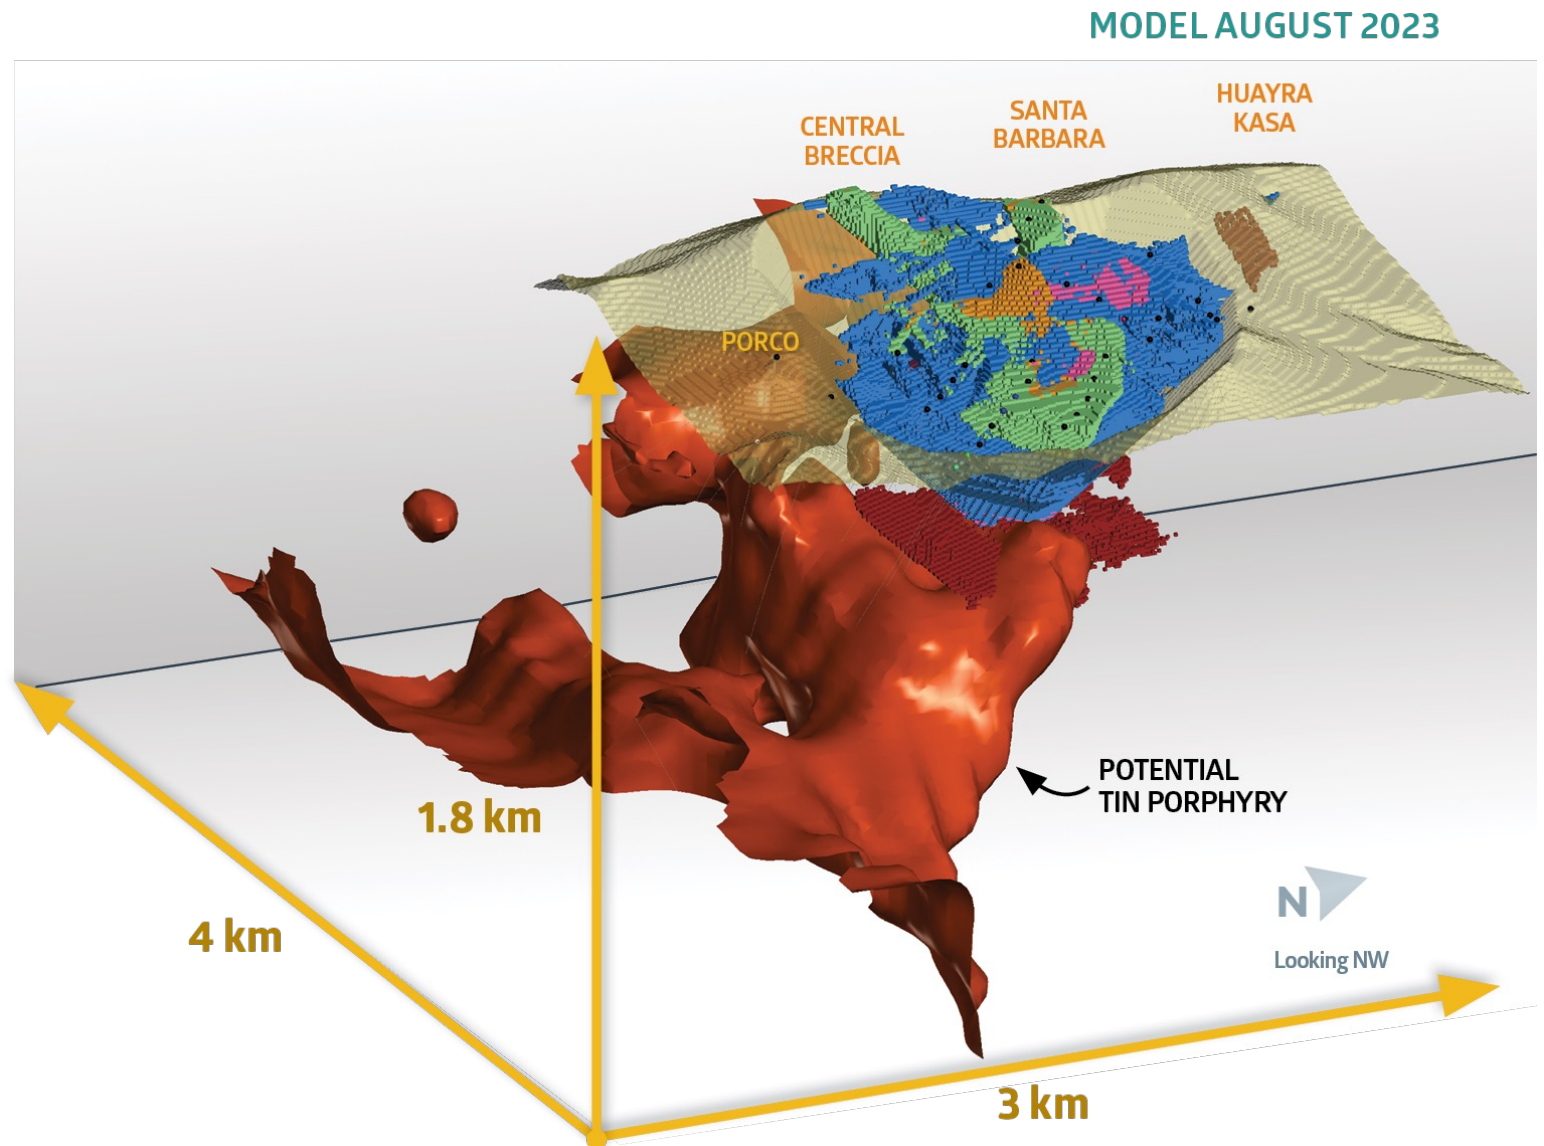 MODEL AUGUST 2023
HUAYRA
KASA
SANTA
BARBARA
CENTRAL
BRECCIA
PORCO
POTENTIAL
TIN PORPHYRY
1.8 km
4 km
N
Looking NW
3 km